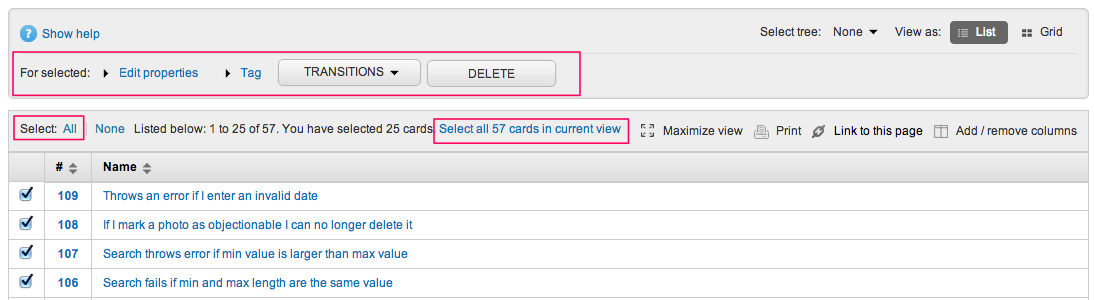 ? Show help
Select tree: None View as: List Grid
For selected: Edit properties Tag TRANSITIONS DELETE
Select: All None Listed below: 1 to 25 of 57. You have selected 25 cards. Select all 57 cards in current view Maximize view Print Link to this page Add / remove columns
# Name
109 Throws an error if I enter an invalid date
108 If I mark a photo as objectionable I can no longer delete it
107 Search throws error if min value is larger than max value
106 Search fails if min and max length are the same value